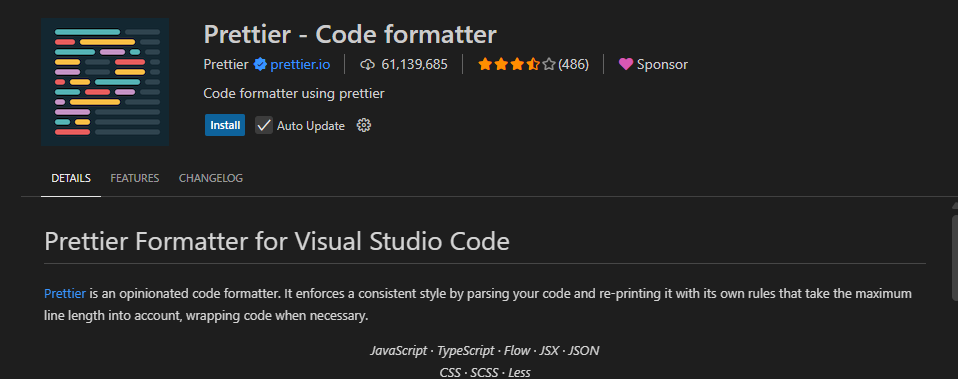 Prettier - Code formatter
Prettier prettier.io 61,139,685 (486) Sponsor
Code formatter using prettier
Install Auto Update
DETAILS FEATURES CHANGELOG
Prettier Formatter for Visual Studio Code
Prettier is an opinionated code formatter. It enforces a consistent style by parsing your code and re-printing it with its own rules that take the maximum
line length into account, wrapping code when necessary.
JavaScript · TypeScript · Flow · JSX · JSON
CSS · SCSS · Less